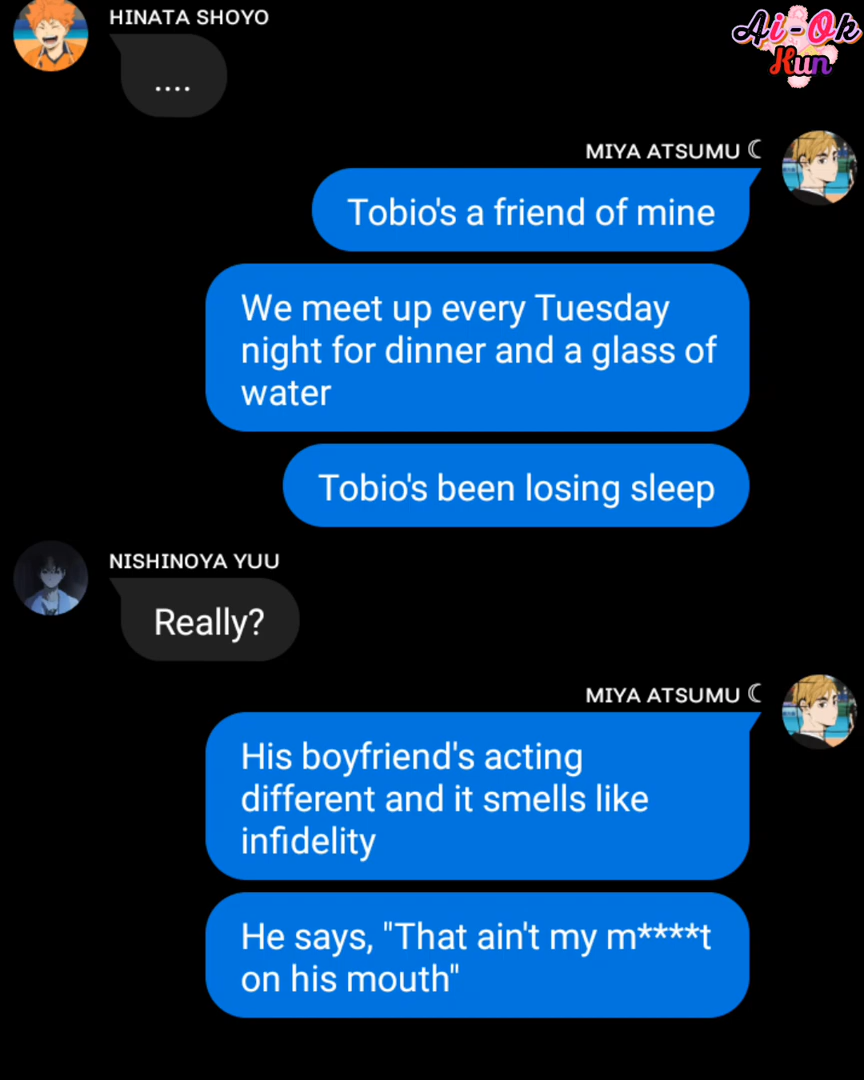 Ai-Ok
Kun
HINATA SHOYO
....
MIYA ATSUMU ☾
Tobio's a friend of mine
We meet up every Tuesday
night for dinner and a glass of
water
Tobio's been losing sleep
NISHINOYA YUU
Really?
MIYA ATSUMU ☾
His boyfriend's acting
different and it smells like
infidelity
He says, "That ain't my m****t
on his mouth"